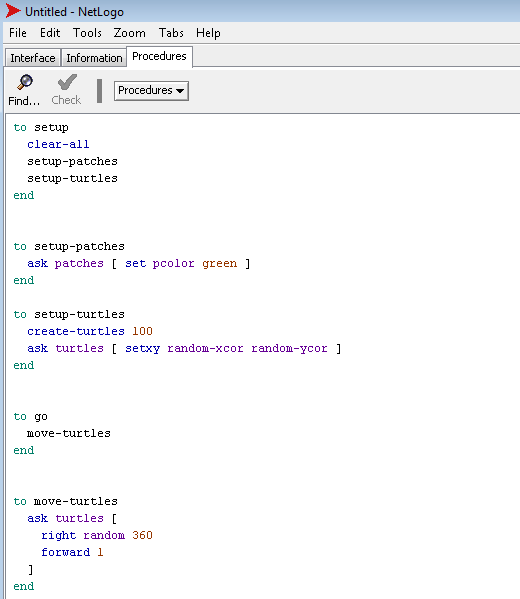 Untitled - NetLogo
File Edit Tools Zoom Tabs Help
Interface Information Procedures
Find... Check Procedures
to setup
  clear-all
  setup-patches
  setup-turtles
end
to setup-patches
  ask patches [ set pcolor green ]
end
to setup-turtles
  create-turtles 100
  ask turtles [ setxy random-xcor random-ycor ]
end
to go
  move-turtles
end
to move-turtles
  ask turtles [
    right random 360
    forward 1
  ]
end